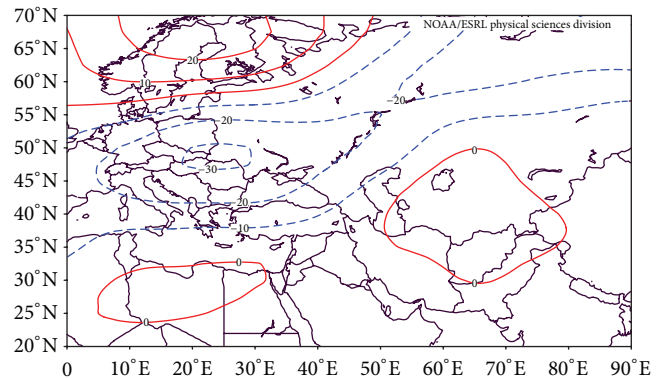 70°N
NOAA/ESRL physical sciences division
65°N
20
60°N
10
-20
55°N
-20
50°N
0
-30
45°N
-20
40°N
-10
35°N
0
30°N
0
25°N
0
20°N
0 10°E 20°E 30°E 40°E 50°E 60°E 70°E 80°E 90°E